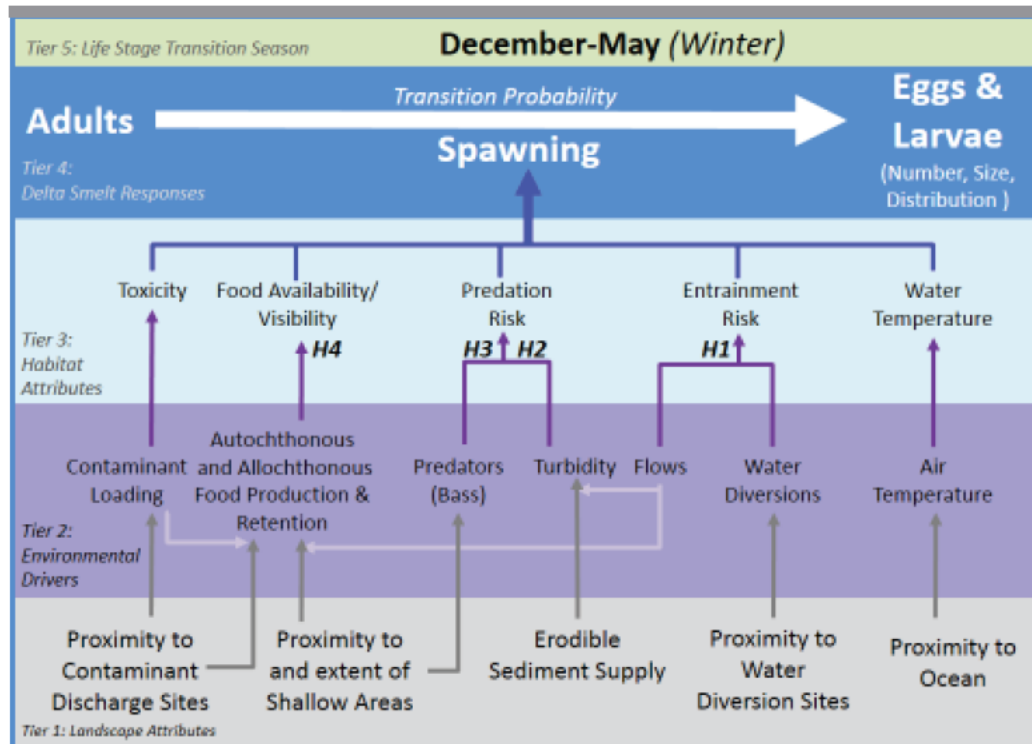 Tier 5: Life Stage Transition Season
December-May (Winter)
Adults
Transition Probability
Spawning
Eggs &
Larvae
(Number, Size,
Distribution )
Tier 4:
Delta Smelt Responses
Toxicity
Food Availability/
Visibility
Predation
Risk
Entrainment
Risk
Water
Temperature
H4
H3
H2
H1
Tier 3:
Habitat
Attributes
Contaminant
Loading
Autochthonous
and Allochthonous
Food Production &
Retention
Predators
(Bass)
Turbidity
Flows
Water
Diversions
Air
Temperature
Tier 2:
Environmental
Drivers
Proximity to
Contaminant
Discharge Sites
Proximity to
and extent of
Shallow Areas
Erodible
Sediment Supply
Proximity to
Water
Diversion Sites
Proximity to
Ocean
Tier 1: Landscape Attributes